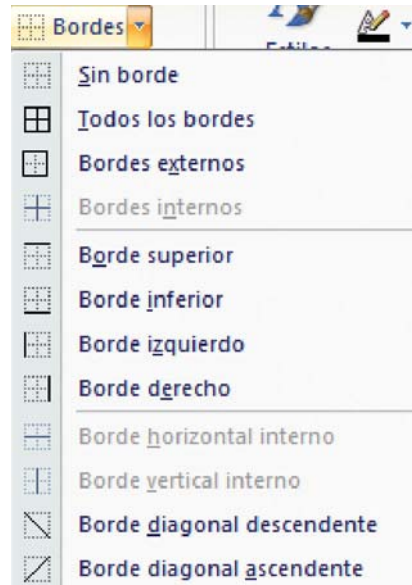 Bordes
Sin borde
Todos los bordes
Bordes externos
Bordes internos
Borde superior
Borde inferior
Borde izquierdo
Borde derecho
Borde horizontal interno
Borde vertical interno
Borde diagonal descendente
Borde diagonal ascendente